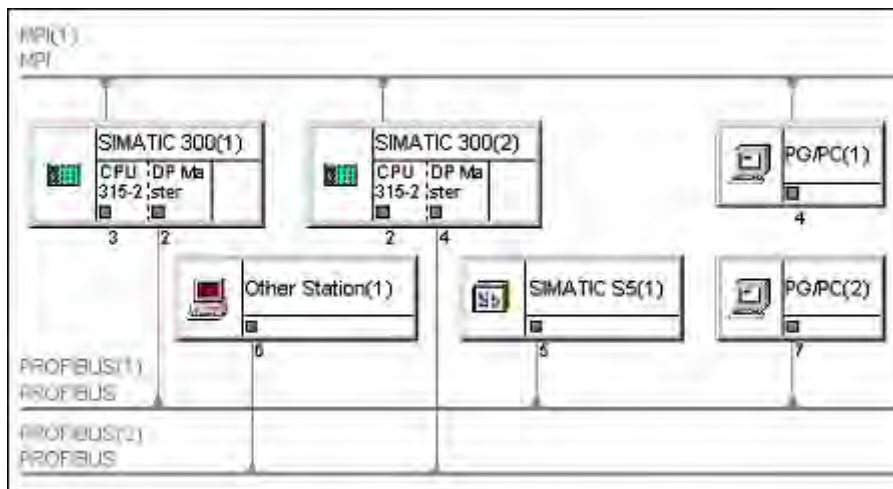 MPI(1)
MPI
SIMATIC 300(1)
CPU 315-2
DP Ma ster
3
2
SIMATIC 300(2)
CPU 315-2
DP Ma ster
2
4
PG/PC(1)
4
Other Station(1)
6
SIMATIC S5(1)
5
PG/PC(2)
7
PROFIBUS(1)
PROFIBUS
PROFIBUS(2)
PROFIBUS